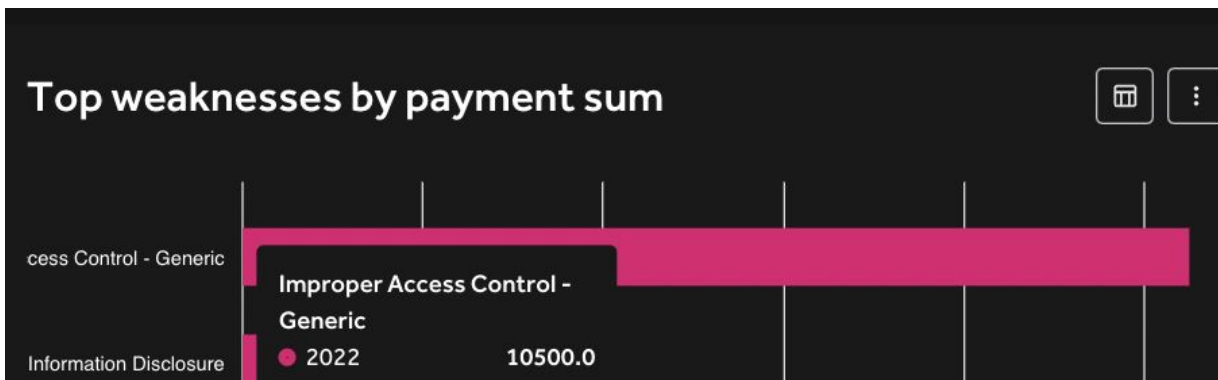 Top weaknesses by payment sum
cess Control - Generic
Improper Access Control -
Generic
2022 10500.0
Information Disclosure